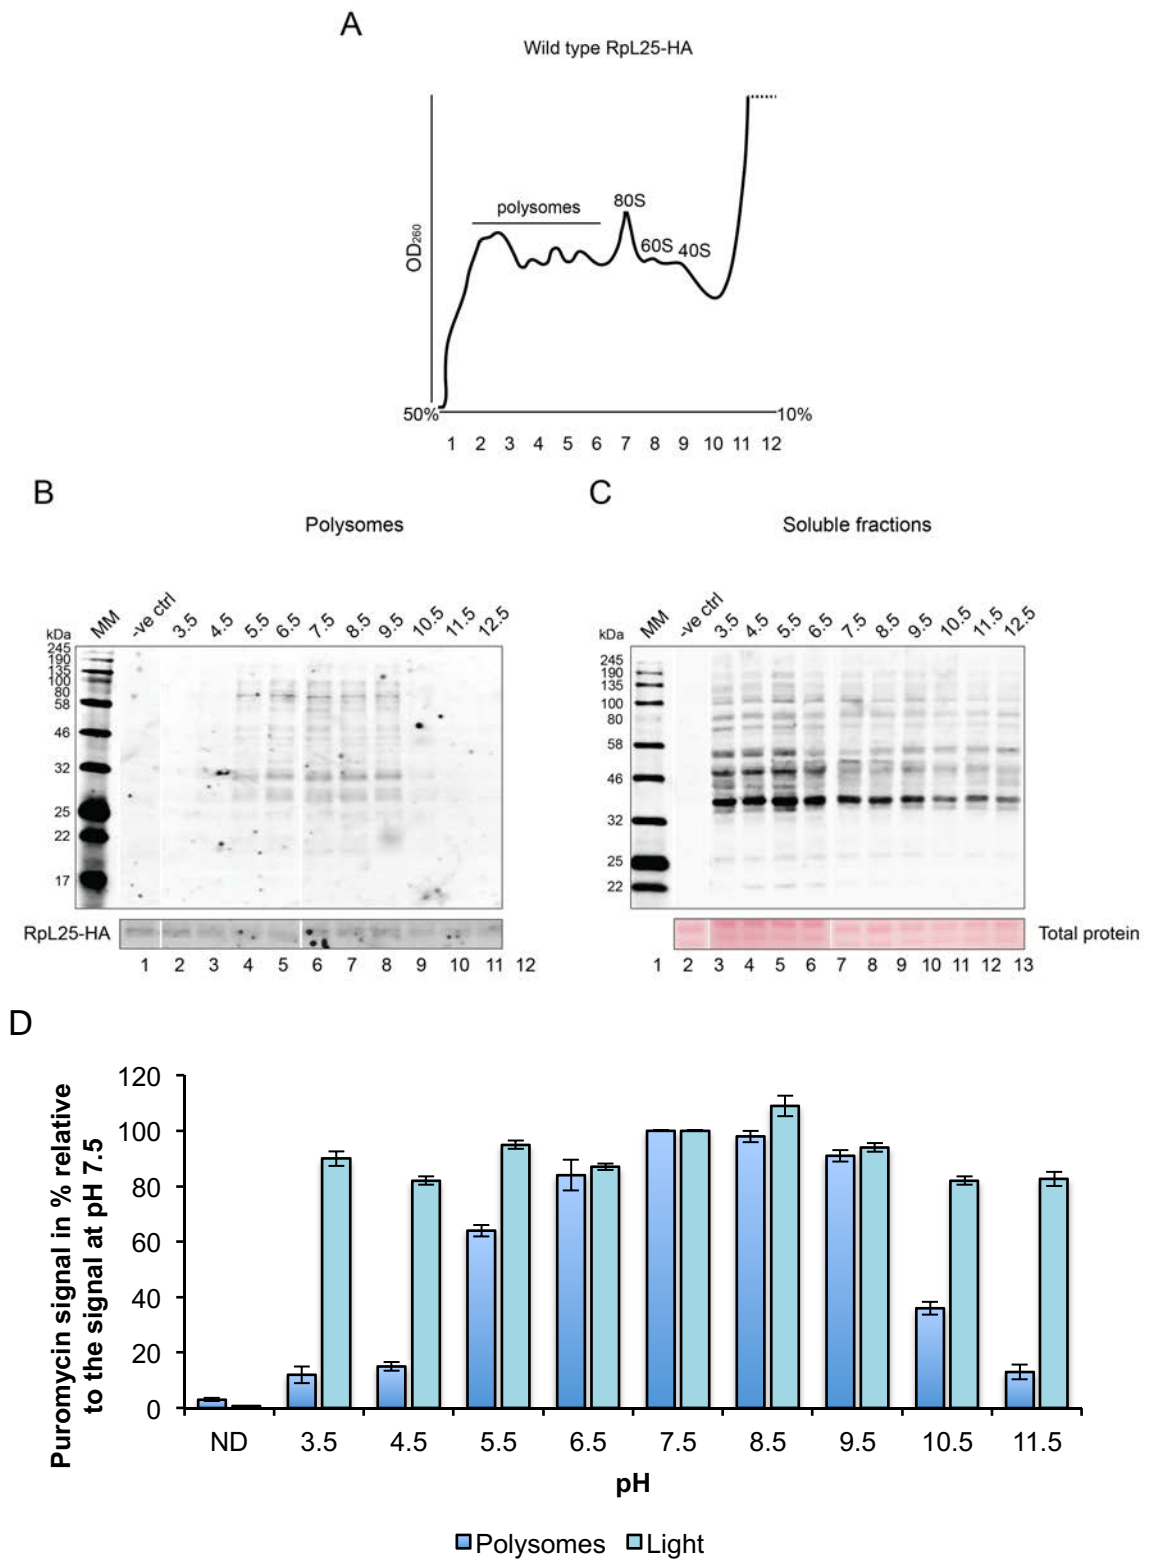 A
Wild type RpL25-HA
OD260
polysomes
80S
60S 40S
50%
10%
1 2 3 4 5 6 7 8 9 10 11 12
B
Polysomes
kDa
MM -ve ctrl 3.5 4.5 5.5 6.5 7.5 8.5 9.5 10.5 11.5 12.5
245
190
135
100
80
58
46
32
25
22
17
RpL25-HA
1 2 3 4 5 6 7 8 9 10 11 12
C
Soluble fractions
kDa
MM -ve ctrl 3.5 4.5 5.5 6.5 7.5 8.5 9.5 10.5 11.5 12.5
245
190
135
100
80
58
46
32
25
22
Total protein
1 2 3 4 5 6 7 8 9 10 11 12 13
D
Puromycin signal in % relative
to the signal at pH 7.5
120
100
80
60
40
20
0
ND 3.5 4.5 5.5 6.5 7.5 8.5 9.5 10.5 11.5
pH
Polysomes Light